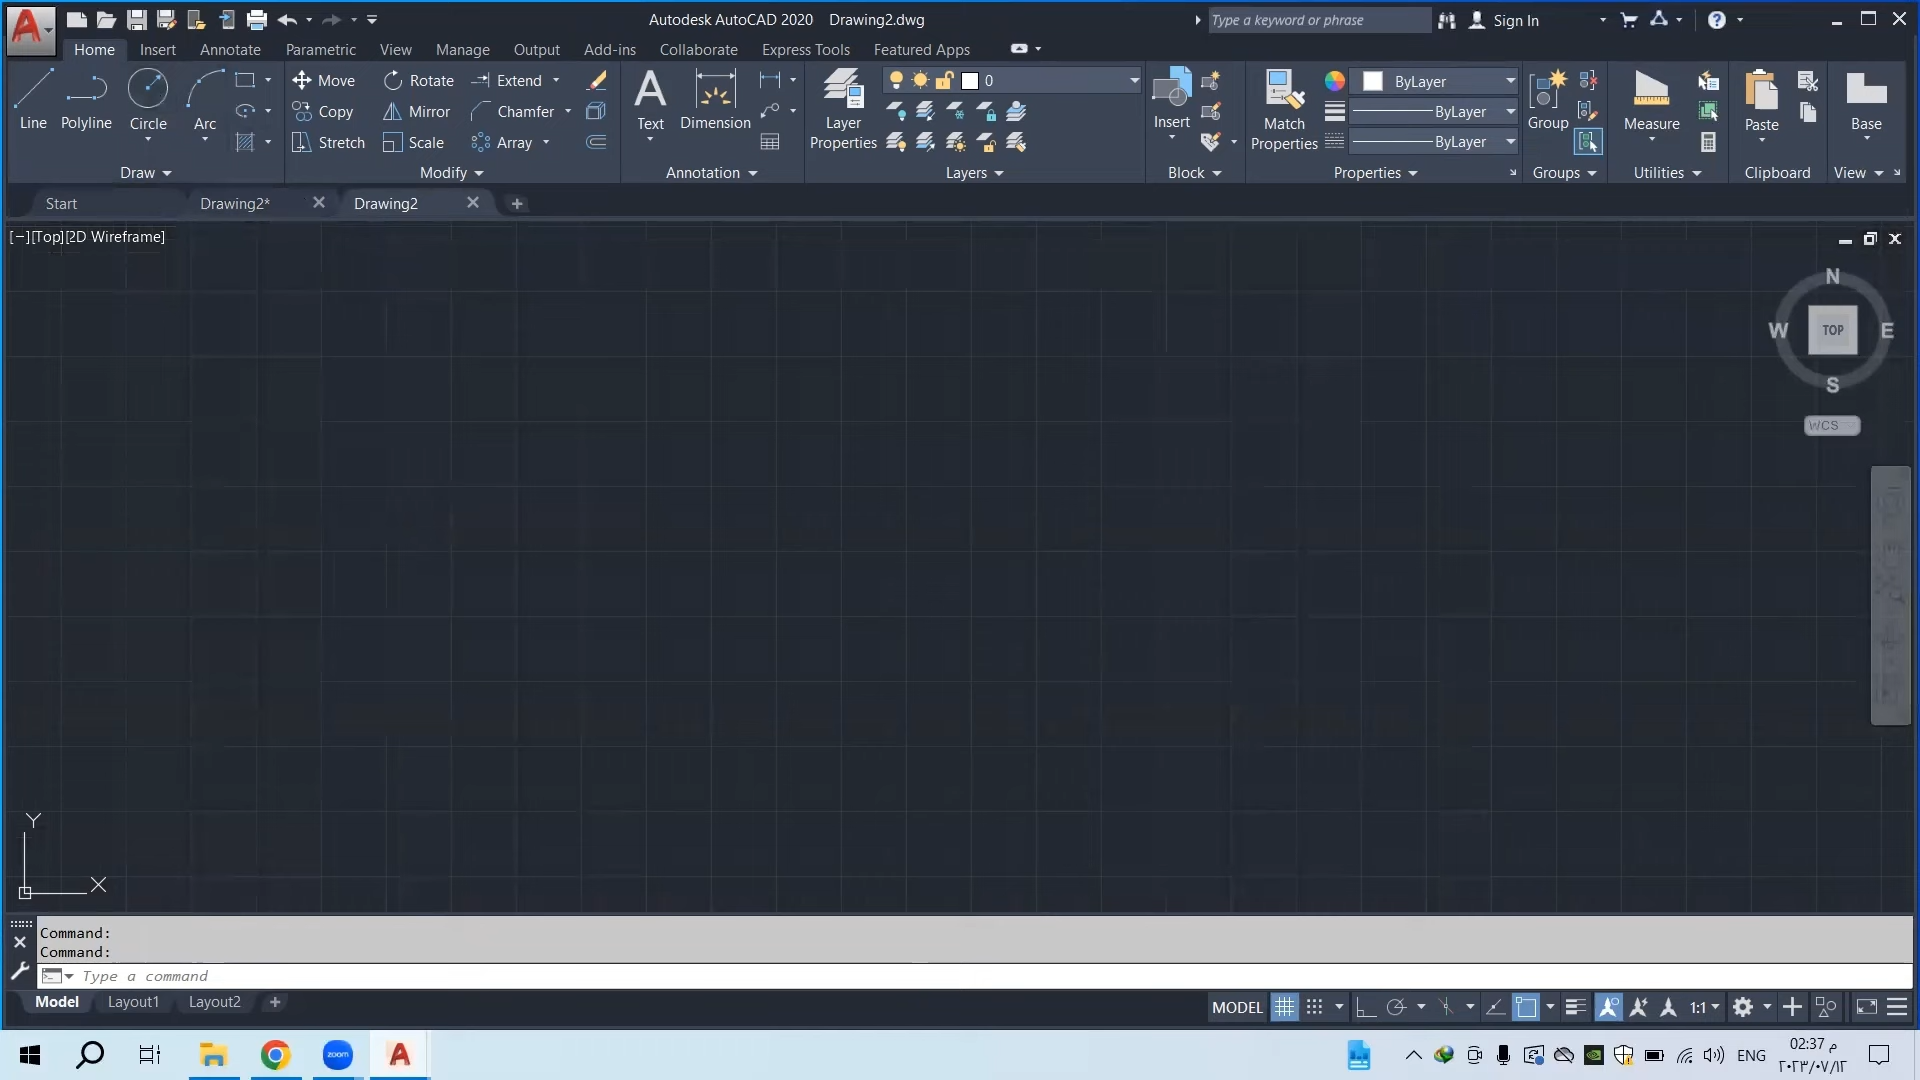 Autodesk AutoCAD 2020 Drawing2.dwg
Type a keyword or phrase
Sign In
Home Insert Annotate Parametric View Manage Output Add-ins Collaborate Express Tools Featured Apps
Line Polyline Circle Arc
Draw
Move Rotate Extend
Copy Mirror Chamfer
Stretch Scale Array
Modify
Text Dimension
Annotation
Layer Properties
0
Layers
Insert
Block
Match Properties
ByLayer
ByLayer
ByLayer
Properties
Group
Groups
Measure
Utilities
Paste
Clipboard
Base
View
Start Drawing2* Drawing2
[−][Top][2D Wireframe]
N
W TOP E
S
WCS
Y
X
Command:
Command:
Type a command
Model Layout1 Layout2
MODEL 1:1
zoom
ENG
02:37 م
٢٠٢٣/٠٧/١٢